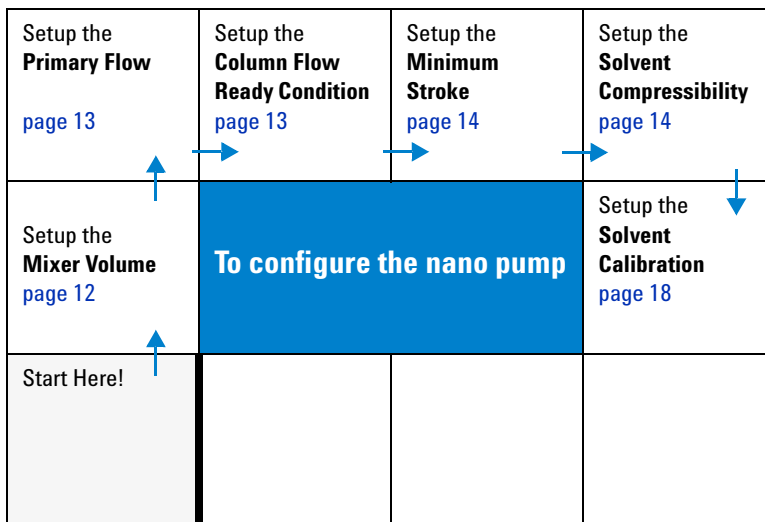 Setup the
Primary Flow
page 13
Setup the
Column Flow
Ready Condition
page 13
Setup the
Minimum
Stroke
page 14
Setup the
Solvent
Compressibility
page 14
Setup the
Mixer Volume
page 12
To configure the nano pump
Setup the
Solvent
Calibration
page 18
Start Here!